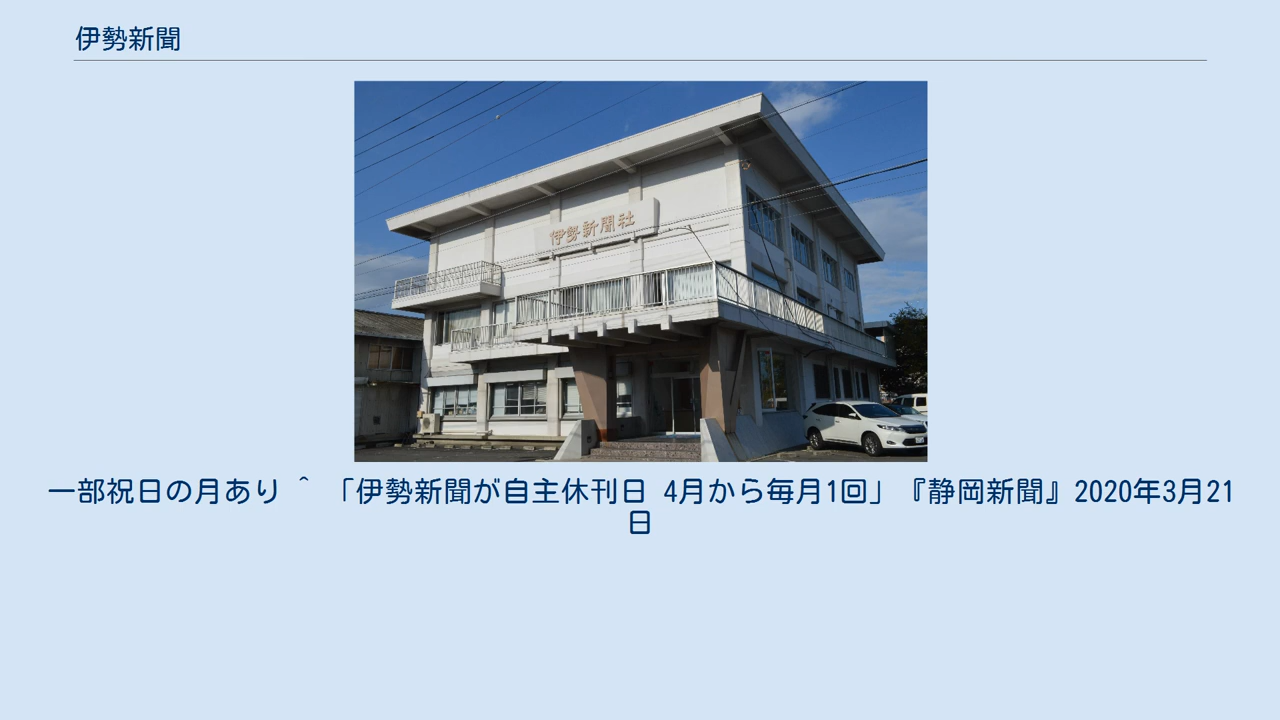 伊勢新聞
伊勢新聞社
一部祝日の月あり ^ 「伊勢新聞が自主休刊日 4月から毎月1回」『静岡新聞』2020年3月21
日